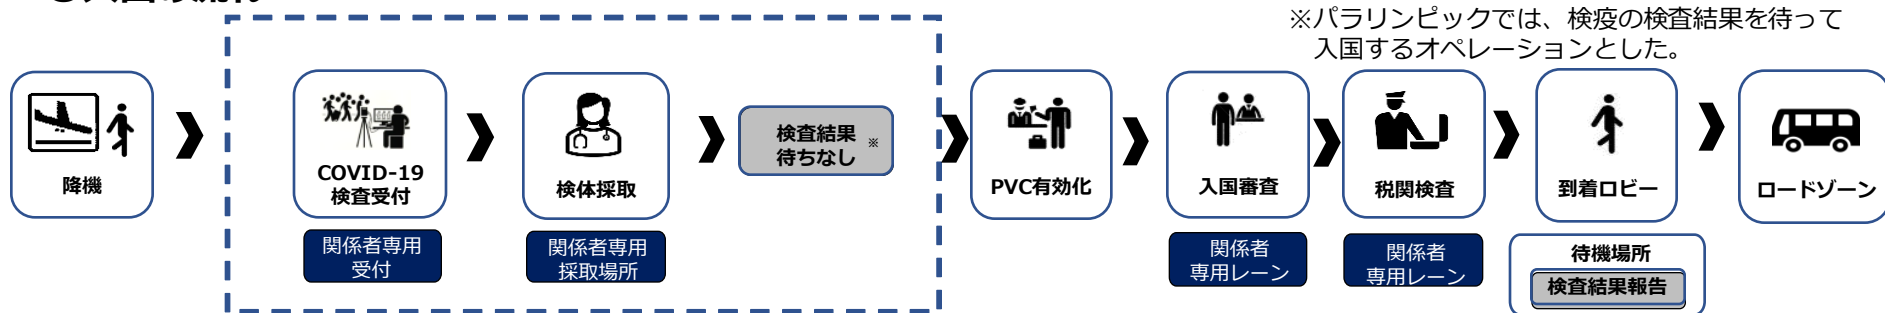 ※パラリンピックでは、検疫の検査結果を待って
入国するオペレーションとした。
降機
COVID-19
検査受付
関係者専用
受付
検体採取
関係者専用
採取場所
検査結果 ※
待ちなし
PVC有効化
入国審査
関係者
専用レーン
税関検査
関係者
専用レーン
到着ロビー
待機場所
検査結果報告
ロードゾーン